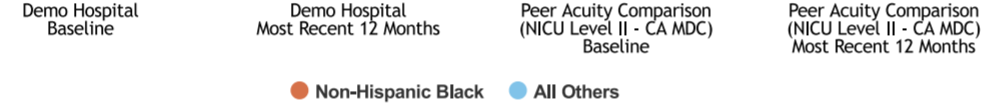 Demo Hospital
Baseline
Demo Hospital
Most Recent 12 Months
Peer Acuity Comparison
(NICU Level II - CA MDC)
Baseline
Peer Acuity Comparison
(NICU Level II - CA MDC)
Most Recent 12 Months
Non-Hispanic Black
All Others